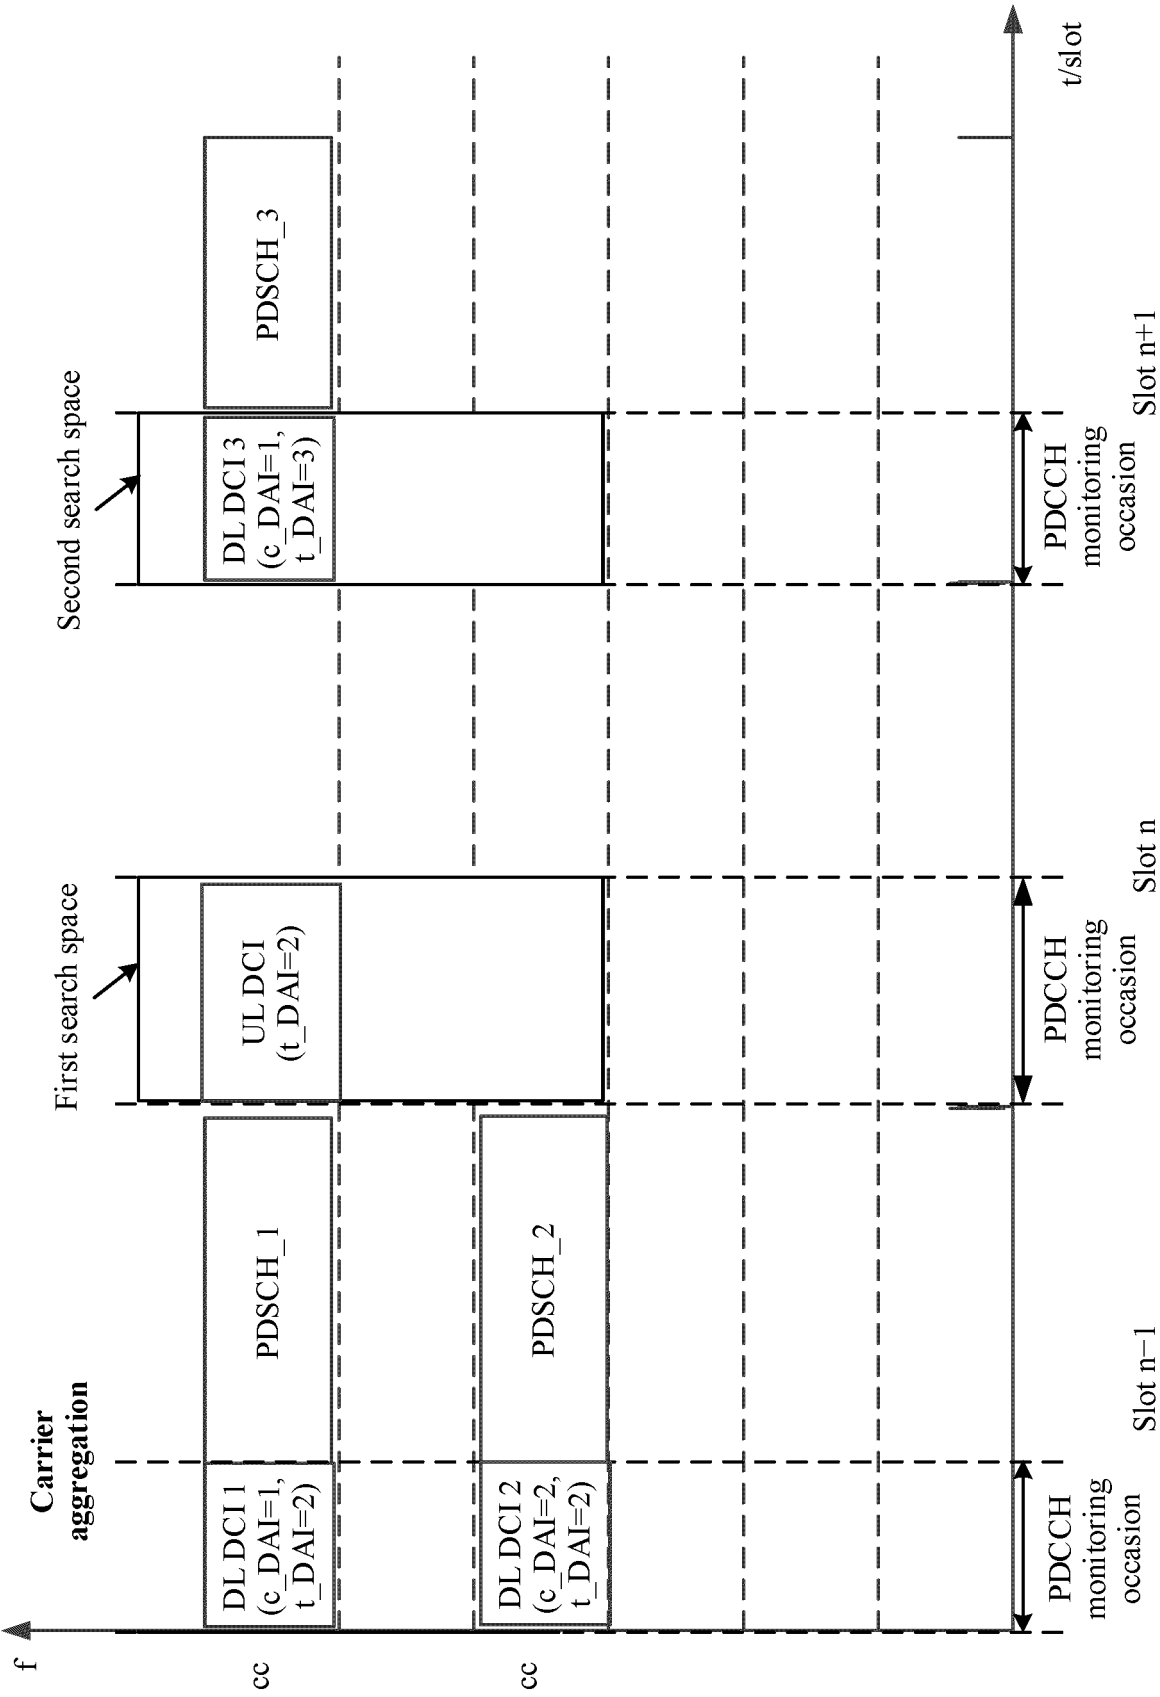 Carrier
aggregation
First search space
Second search space
f
cc
DL DCI 1
(c_DAI=1,
t_DAI=2)
PDSCH_1
UL DCI
(t_DAI=2)
DL DCI 3
(c_DAI=1,
t_DAI=3)
PDSCH_3
cc
DL DCI 2
(c_DAI=2,
t_DAI=2)
PDSCH_2
t/slot
PDCCH
monitoring
occasion
PDCCH
monitoring
occasion
PDCCH
monitoring
occasion
Slot n−1
Slot n
Slot n+1